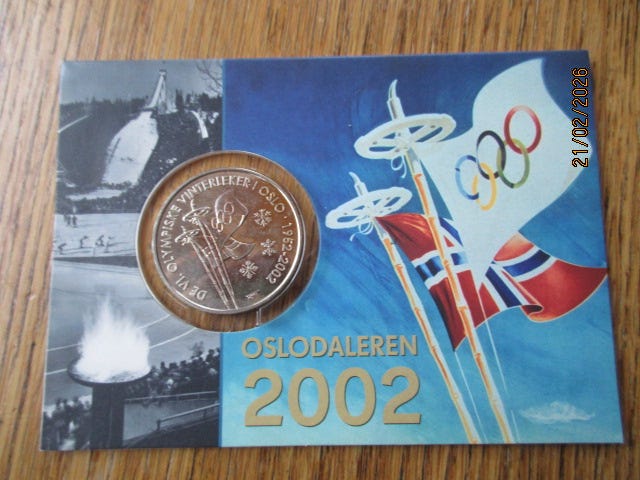 DE VI. OLYMPISKE VINTERLEKER I OSLO · 1952-2002
OSLODALEREN
2002
21/02/2026